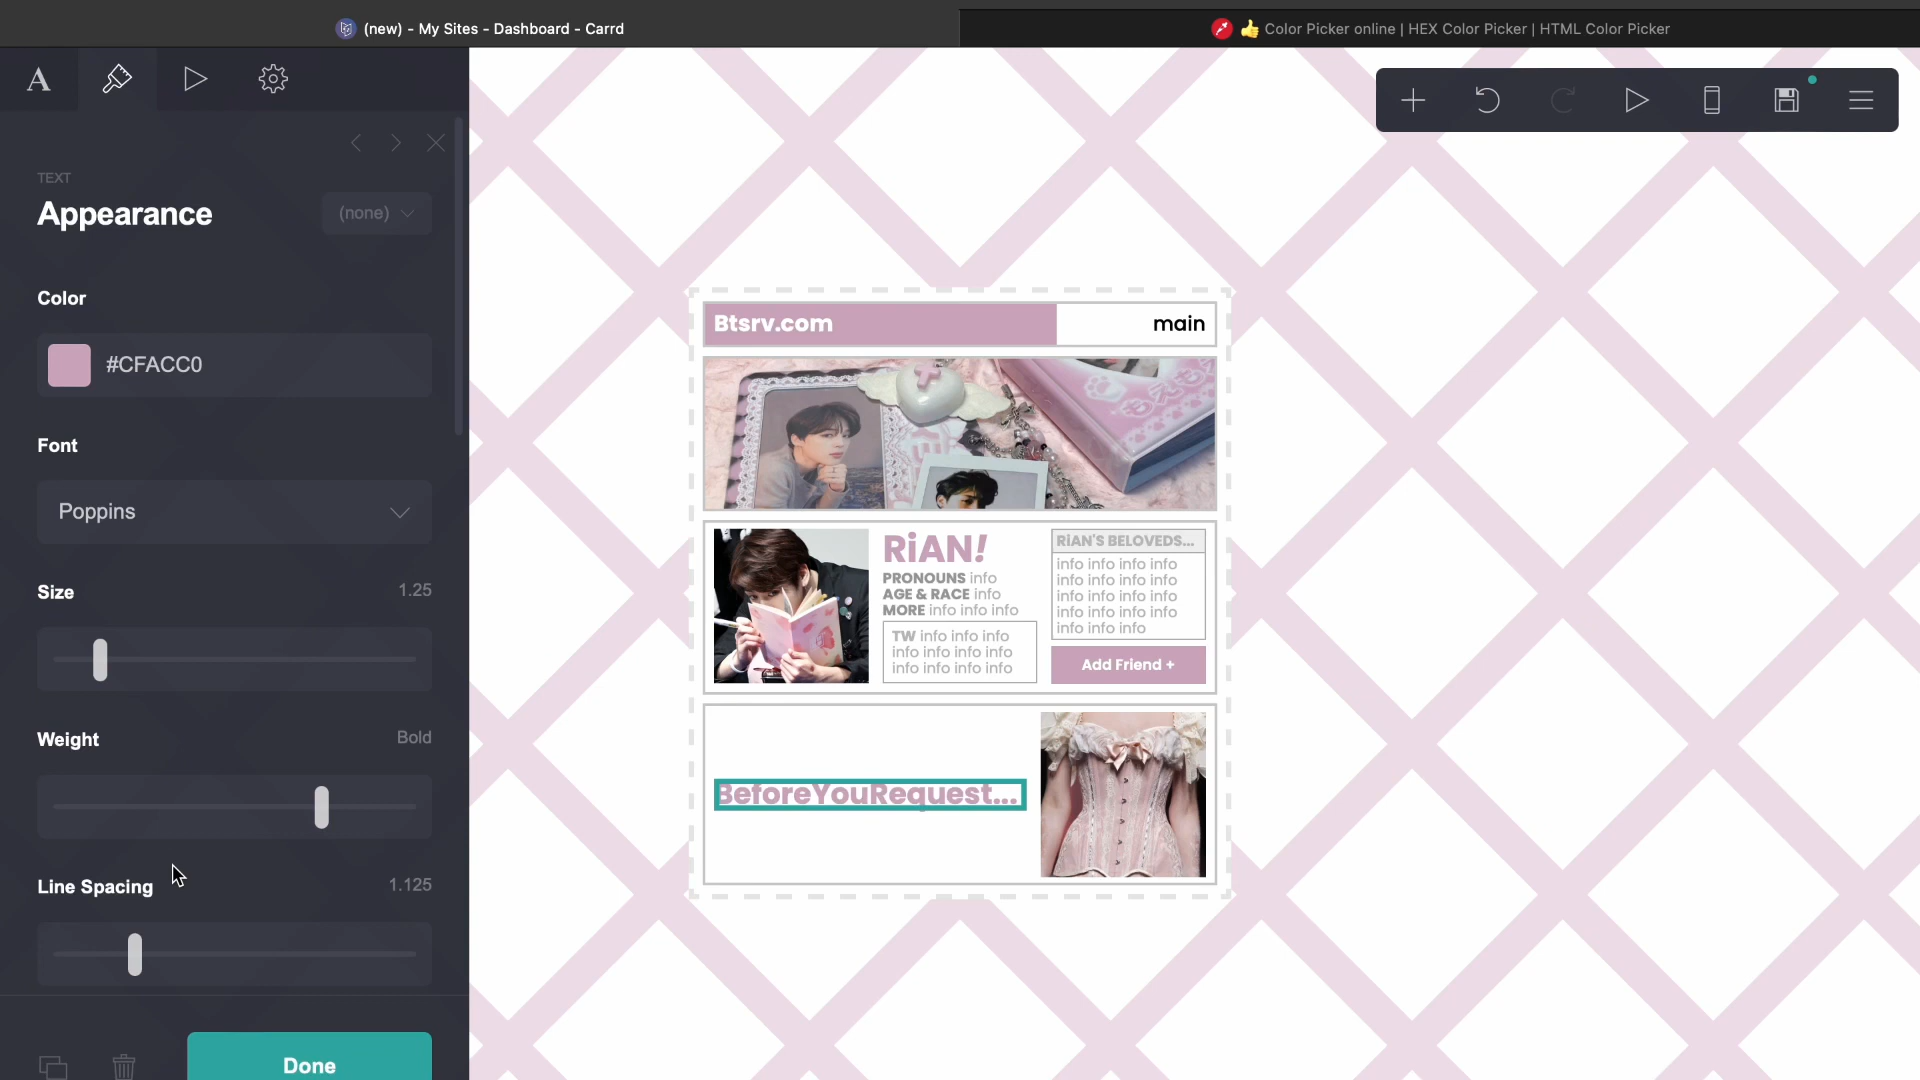 (new) - My Sites - Dashboard - Carrd
👍 Color Picker online | HEX Color Picker | HTML Color Picker
A
TEXT
Appearance
(none)
Color
#CFACC0
Font
Poppins
Size
1.25
Weight
Bold
Line Spacing
1.125
Done
Btsrv.com
main
RiAN!
PRONOUNS info
AGE & RACE info
MORE info info info
TW info info info
info info info info
info info info info
RiAN'S BELOVEDS...
info info info info
info info info info
info info info info
info info info info
info info info
Add Friend +
BeforeYouRequest...